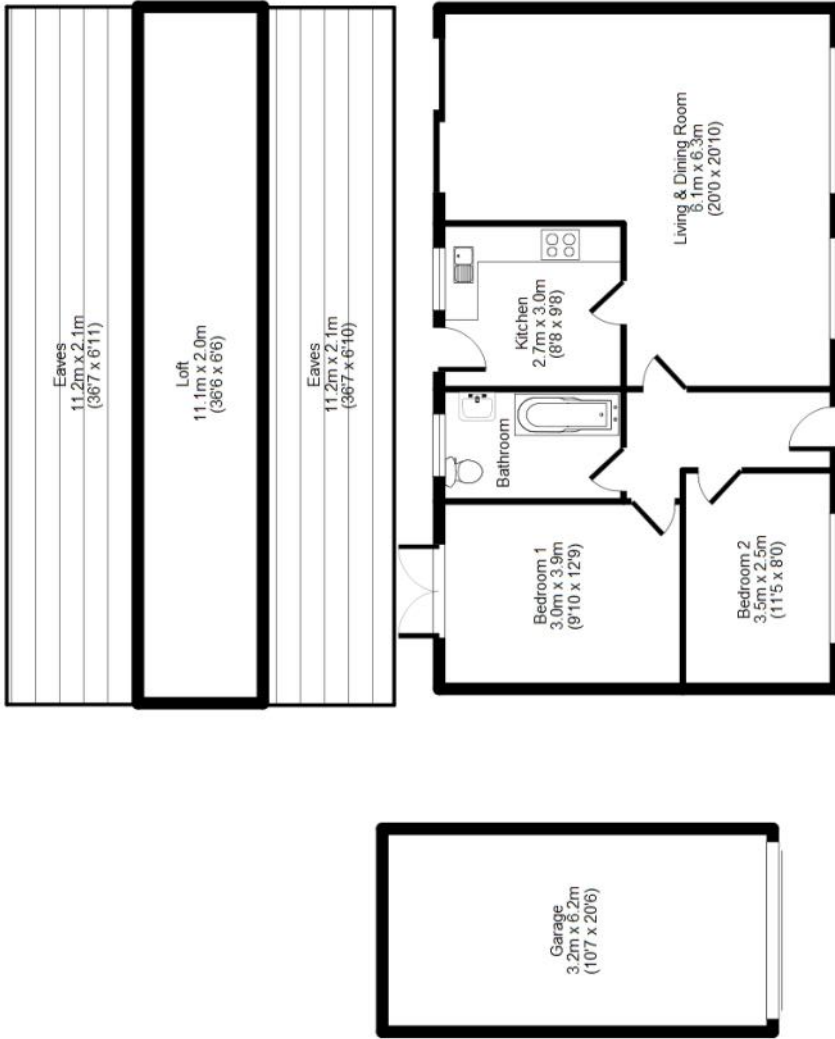 Eaves
11.2m x 2.1m
(36'7 x 6'11)
Loft
11.1m x 2.0m
(36'6 x 6'6)
Eaves
11.2m x 2.1m
(36'7 x 6'10)
Living & Dining Room
6.1m x 6.3m
(20'0 x 20'10)
Kitchen
2.7m x 3.0m
(8'8 x 9'8)
Bathroom
Bedroom 1
3.0m x 3.9m
(9'10 x 12'9)
Bedroom 2
3.5m x 2.5m
(11'5 x 8'0)
Garage
3.2m x 6.2m
(10'7 x 20'6)